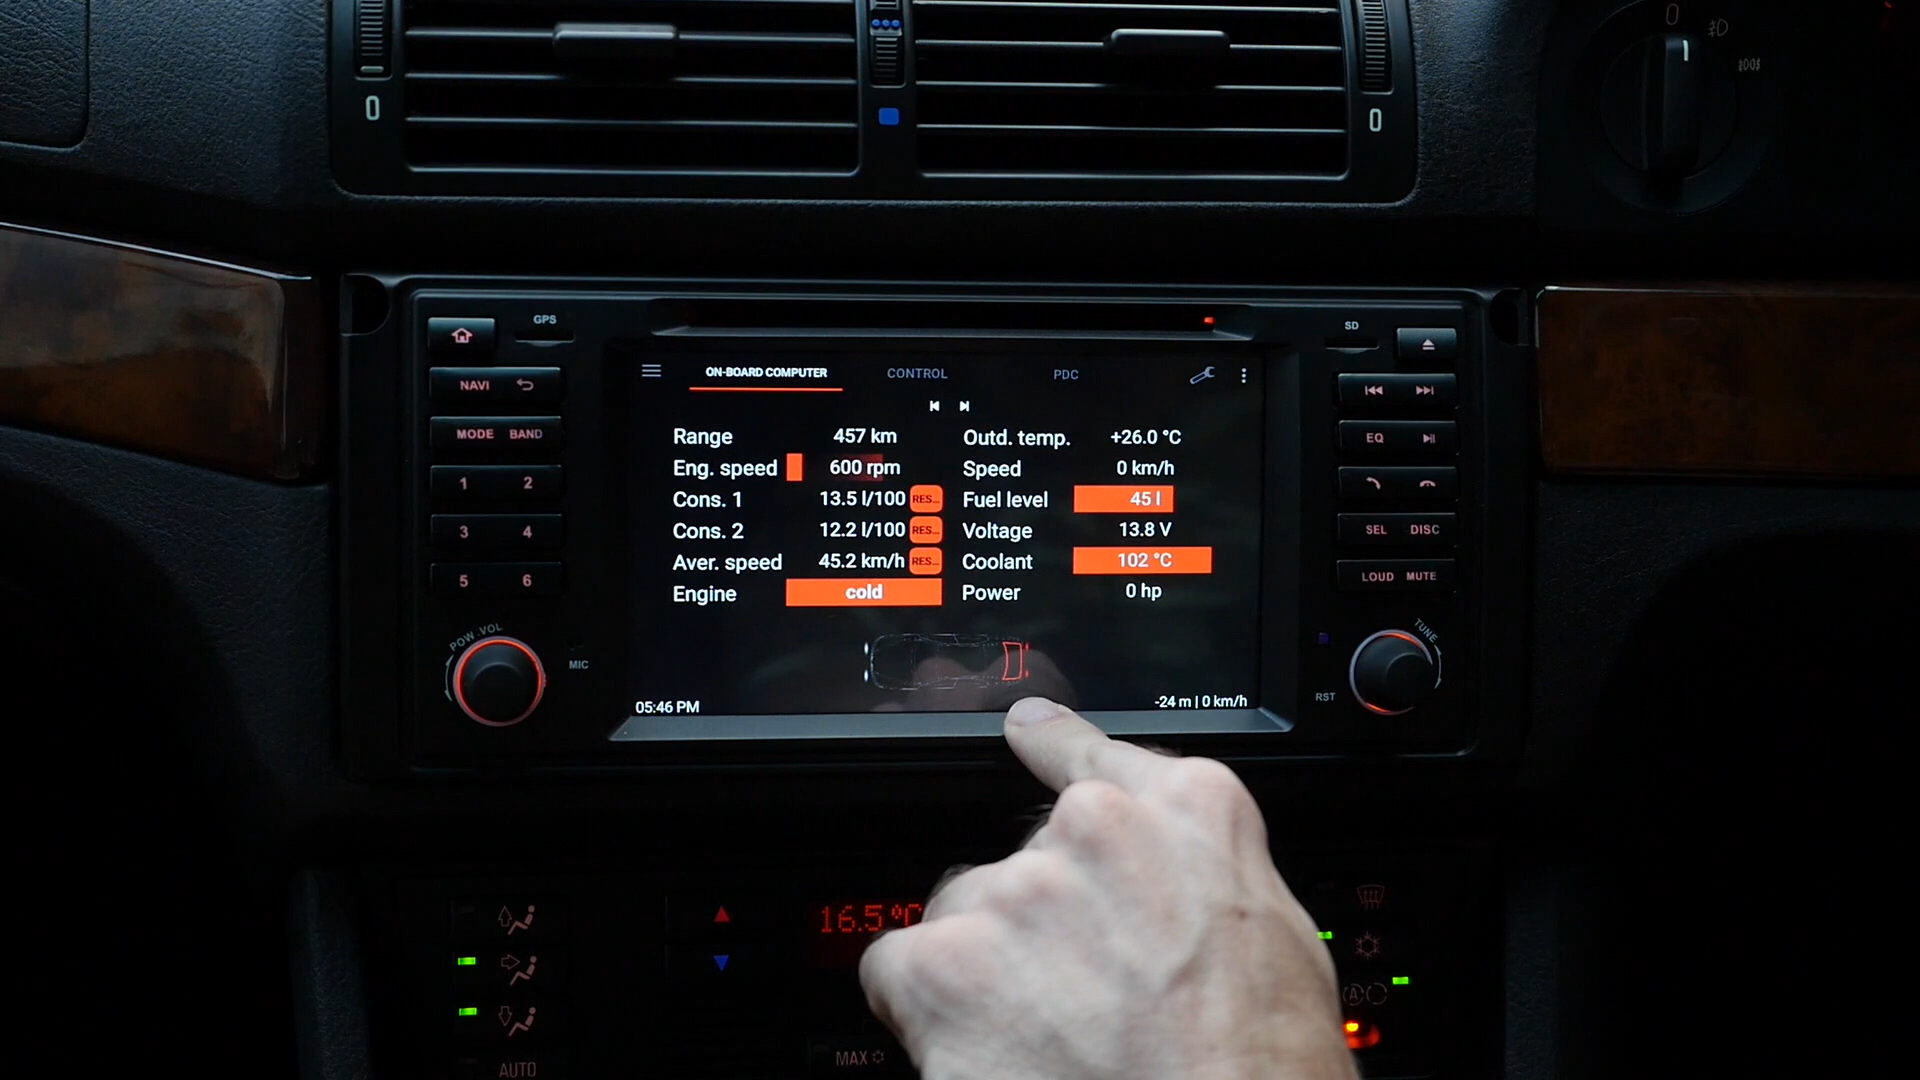 0
0
0
GPS
SD
NAVI
MODE BAND
1 2
3 4
5 6
POW .VOL
MIC
ON-BOARD COMPUTER CONTROL PDC
Range 457 km Outd. temp. +26.0 °C
Eng. speed 600 rpm Speed 0 km/h
Cons. 1 13.5 l/100 RES... Fuel level 45 l
Cons. 2 12.2 l/100 RES... Voltage 13.8 V
Aver. speed 45.2 km/h RES... Coolant 102 °C
Engine cold Power 0 hp
05:46 PM -24 m | 0 km/h
EQ
SEL DISC
LOUD MUTE
TUNE
RST
16.5°C
A
AUTO
MAX